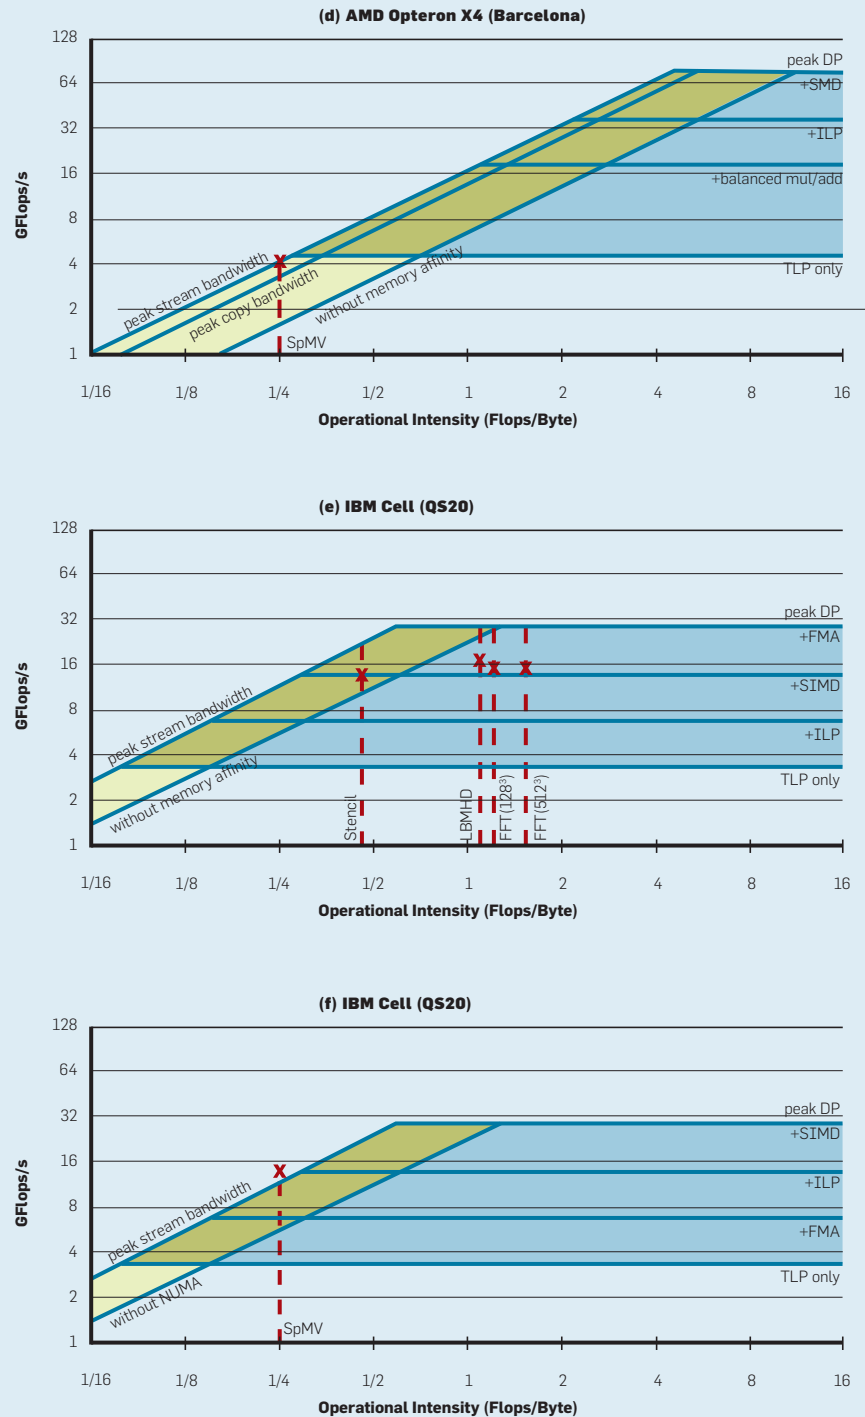 (d) AMD Opteron X4 (Barcelona)
128
64
32
16
8
4
2
1
GFlops/s
peak DP
+SMD
+ILP
+balanced mul/add
TLP only
peak stream bandwidth
peak copy bandwidth
without memory affinity
SpMV
1/16 1/8 1/4 1/2 1 2 4 8 16
Operational Intensity (Flops/Byte)
(e) IBM Cell (QS20)
128
64
32
16
8
4
2
1
GFlops/s
peak DP
+FMA
+SIMD
+ILP
TLP only
peak stream bandwidth
without memory affinity
Stencil
LBMHD
FFT (128³)
FFT (512³)
1/16 1/8 1/4 1/2 1 2 4 8 16
Operational Intensity (Flops/Byte)
(f) IBM Cell (QS20)
128
64
32
16
8
4
2
1
GFlops/s
peak DP
+SIMD
+ILP
+FMA
TLP only
peak stream bandwidth
without NUMA
SpMV
1/16 1/8 1/4 1/2 1 2 4 8 16
Operational Intensity (Flops/Byte)